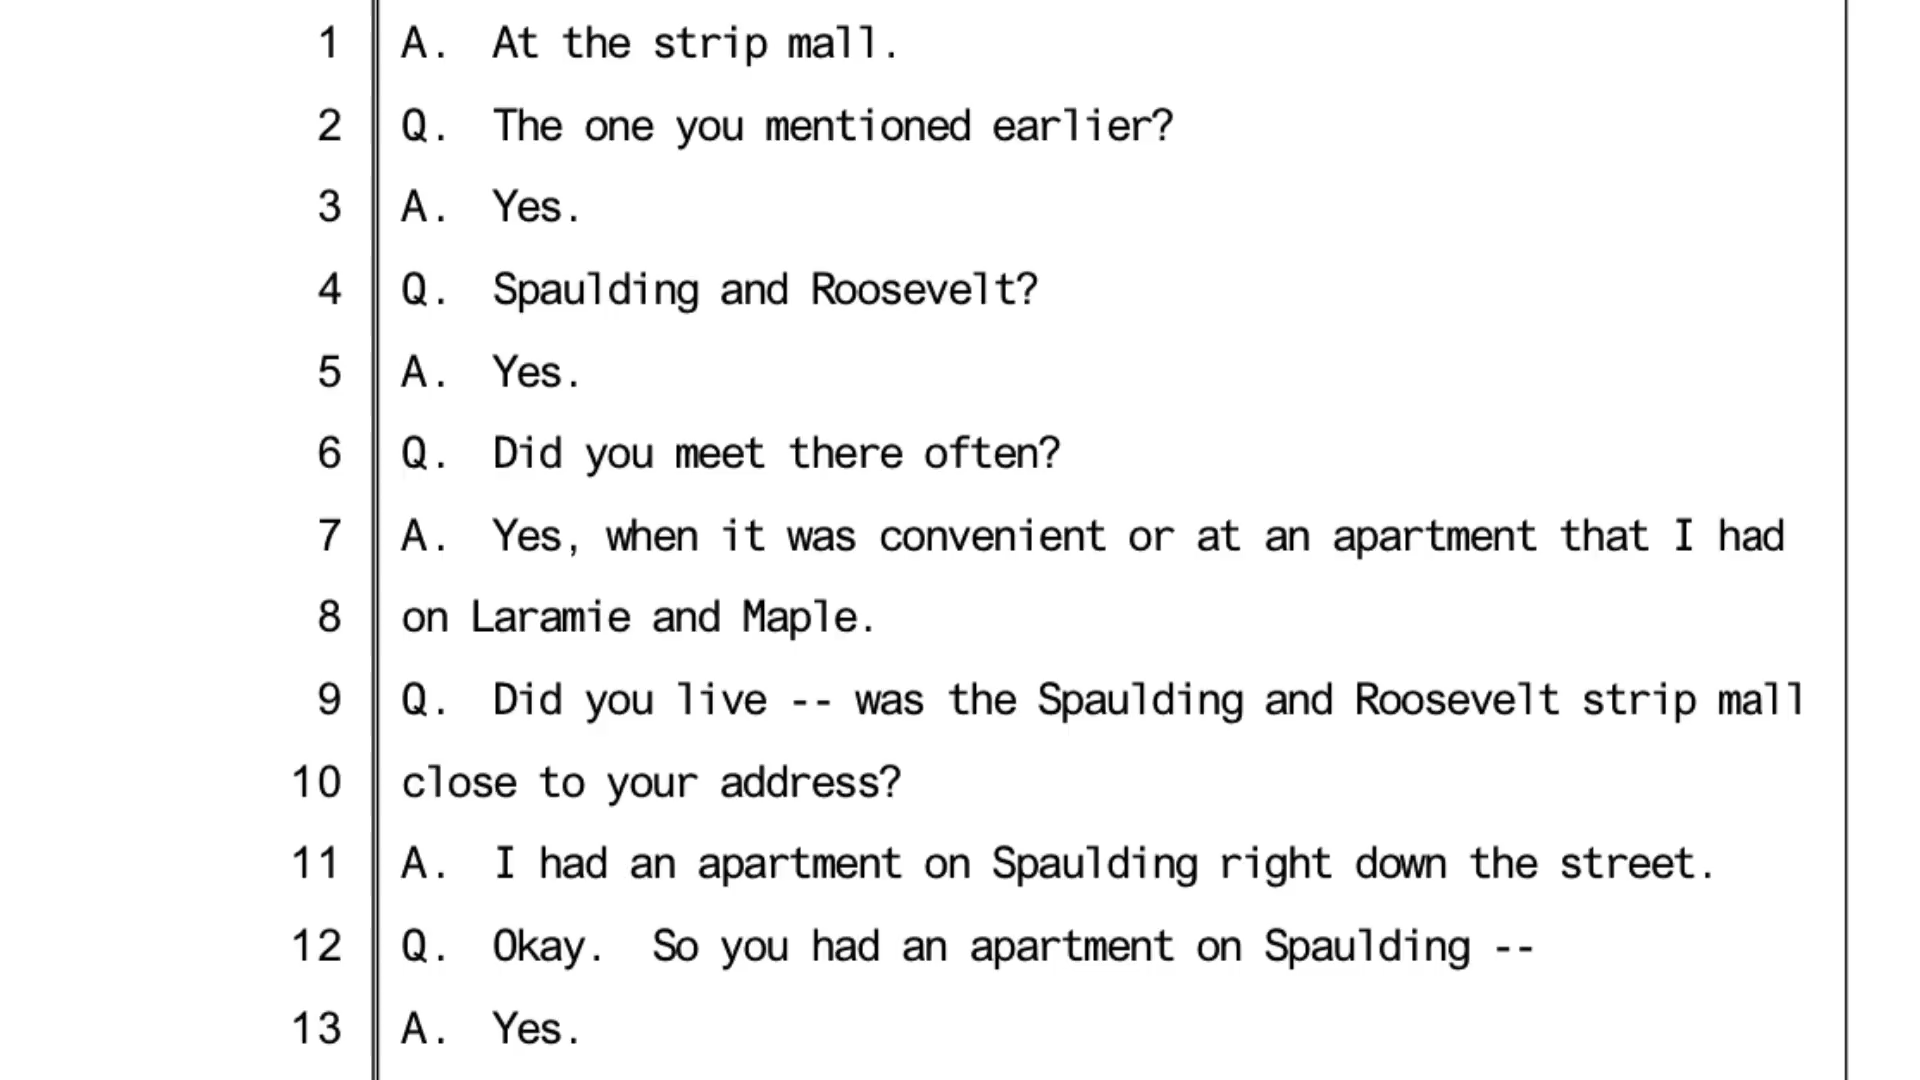 1 A. At the strip mall.
2 Q. The one you mentioned earlier?
3 A. Yes.
4 Q. Spaulding and Roosevelt?
5 A. Yes.
6 Q. Did you meet there often?
7 A. Yes, when it was convenient or at an apartment that I had
8 on Laramie and Maple.
9 Q. Did you live -- was the Spaulding and Roosevelt strip mall
10 close to your address?
11 A. I had an apartment on Spaulding right down the street.
12 Q. Okay. So you had an apartment on Spaulding --
13 A. Yes.